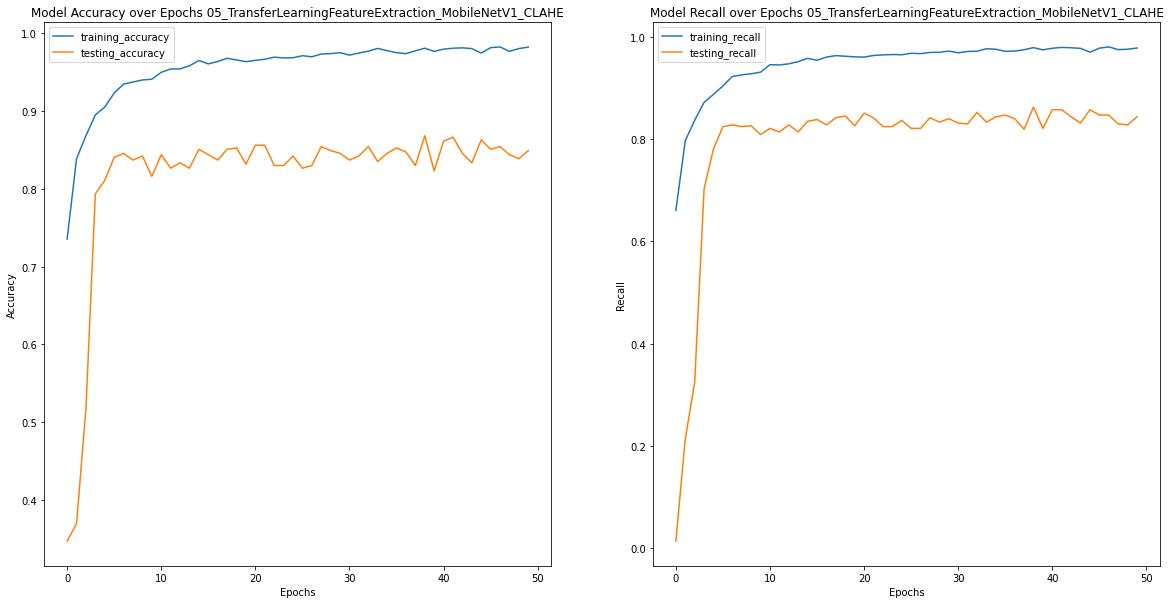 Model Accuracy over Epochs 05_TransferLearningFeatureExtraction_MobileNetV1_CLAHE
training_accuracy
testing_accuracy
1.0
0.9
0.8
0.7
0.6
0.5
0.4
Accuracy
0 10 20 30 40 50
Epochs
Model Recall over Epochs 05_TransferLearningFeatureExtraction_MobileNetV1_CLAHE
training_recall
testing_recall
1.0
0.8
0.6
0.4
0.2
0.0
Recall
0 10 20 30 40 50
Epochs